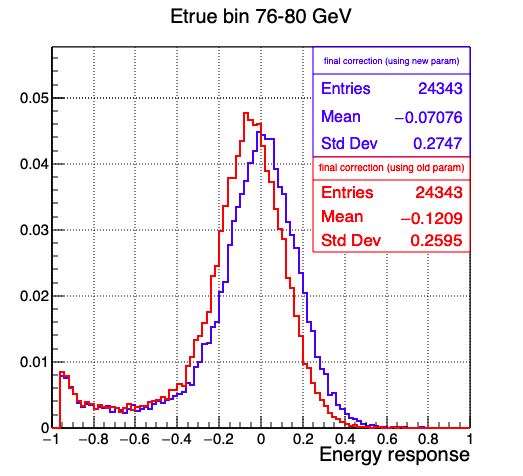 Etrue bin 76-80 GeV
final correction (using new param)
Entries 24343
Mean −0.07076
Std Dev 0.2747
final correction (using old param)
Entries 24343
Mean −0.1209
Std Dev 0.2595
0.05
0.04
0.03
0.02
0.01
0
−1 −0.8 −0.6 −0.4 −0.2 0 0.2 0.4 0.6 0.8 1
Energy response